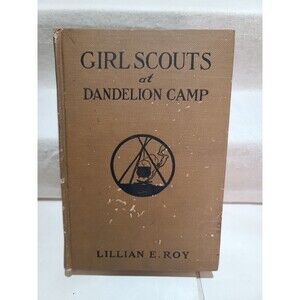 GIRL SCOUTS
at
DANDELION CAMP
LILLIAN E. ROY